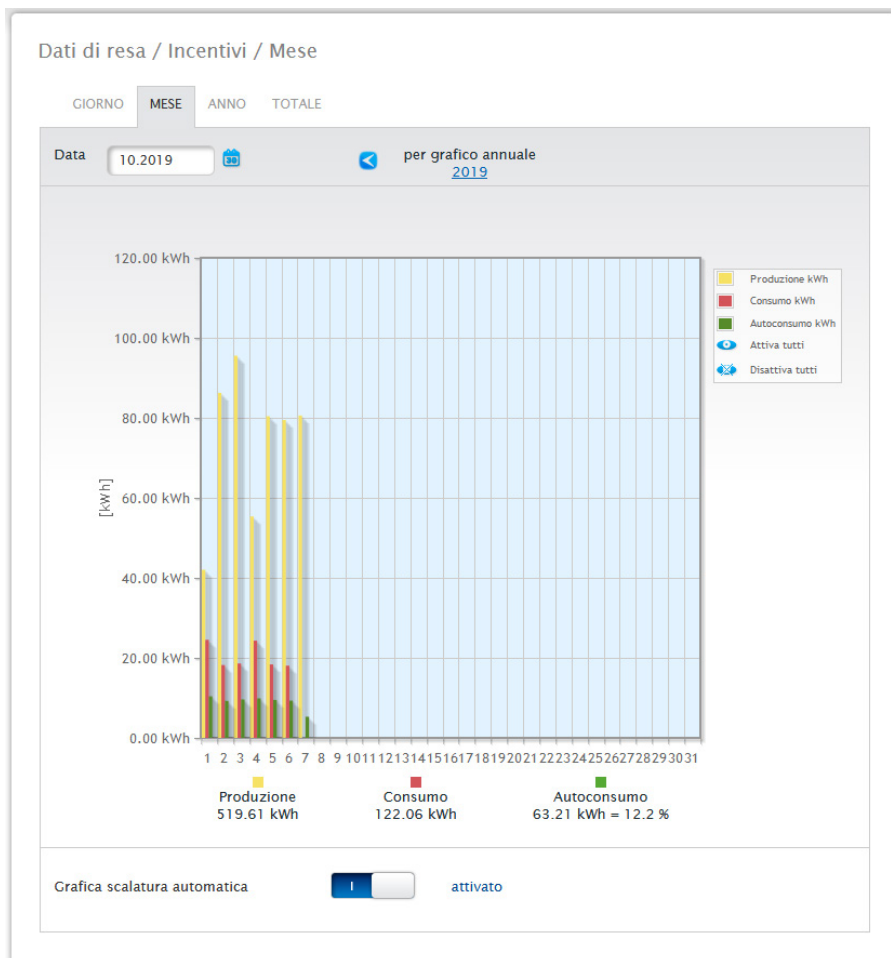 Dati di resa / Incentivi / Mese
GIORNO MESE ANNO TOTALE
Data 10.2019 30 per grafico annuale
2019
120.00 kWh
100.00 kWh
80.00 kWh
60.00 kWh
40.00 kWh
20.00 kWh
0.00 kWh
[kWh]
1 2 3 4 5 6 7 8 9 10 11 12 13 14 15 16 17 18 19 20 21 22 23 24 25 26 27 28 29 30 31
Produzione kWh
Consumo kWh
Autoconsumo kWh
Attiva tutti
Disattiva tutti
Produzione Consumo Autoconsumo
519.61 kWh 122.06 kWh 63.21 kWh = 12.2 %
Grafica scalatura automatica I attivato